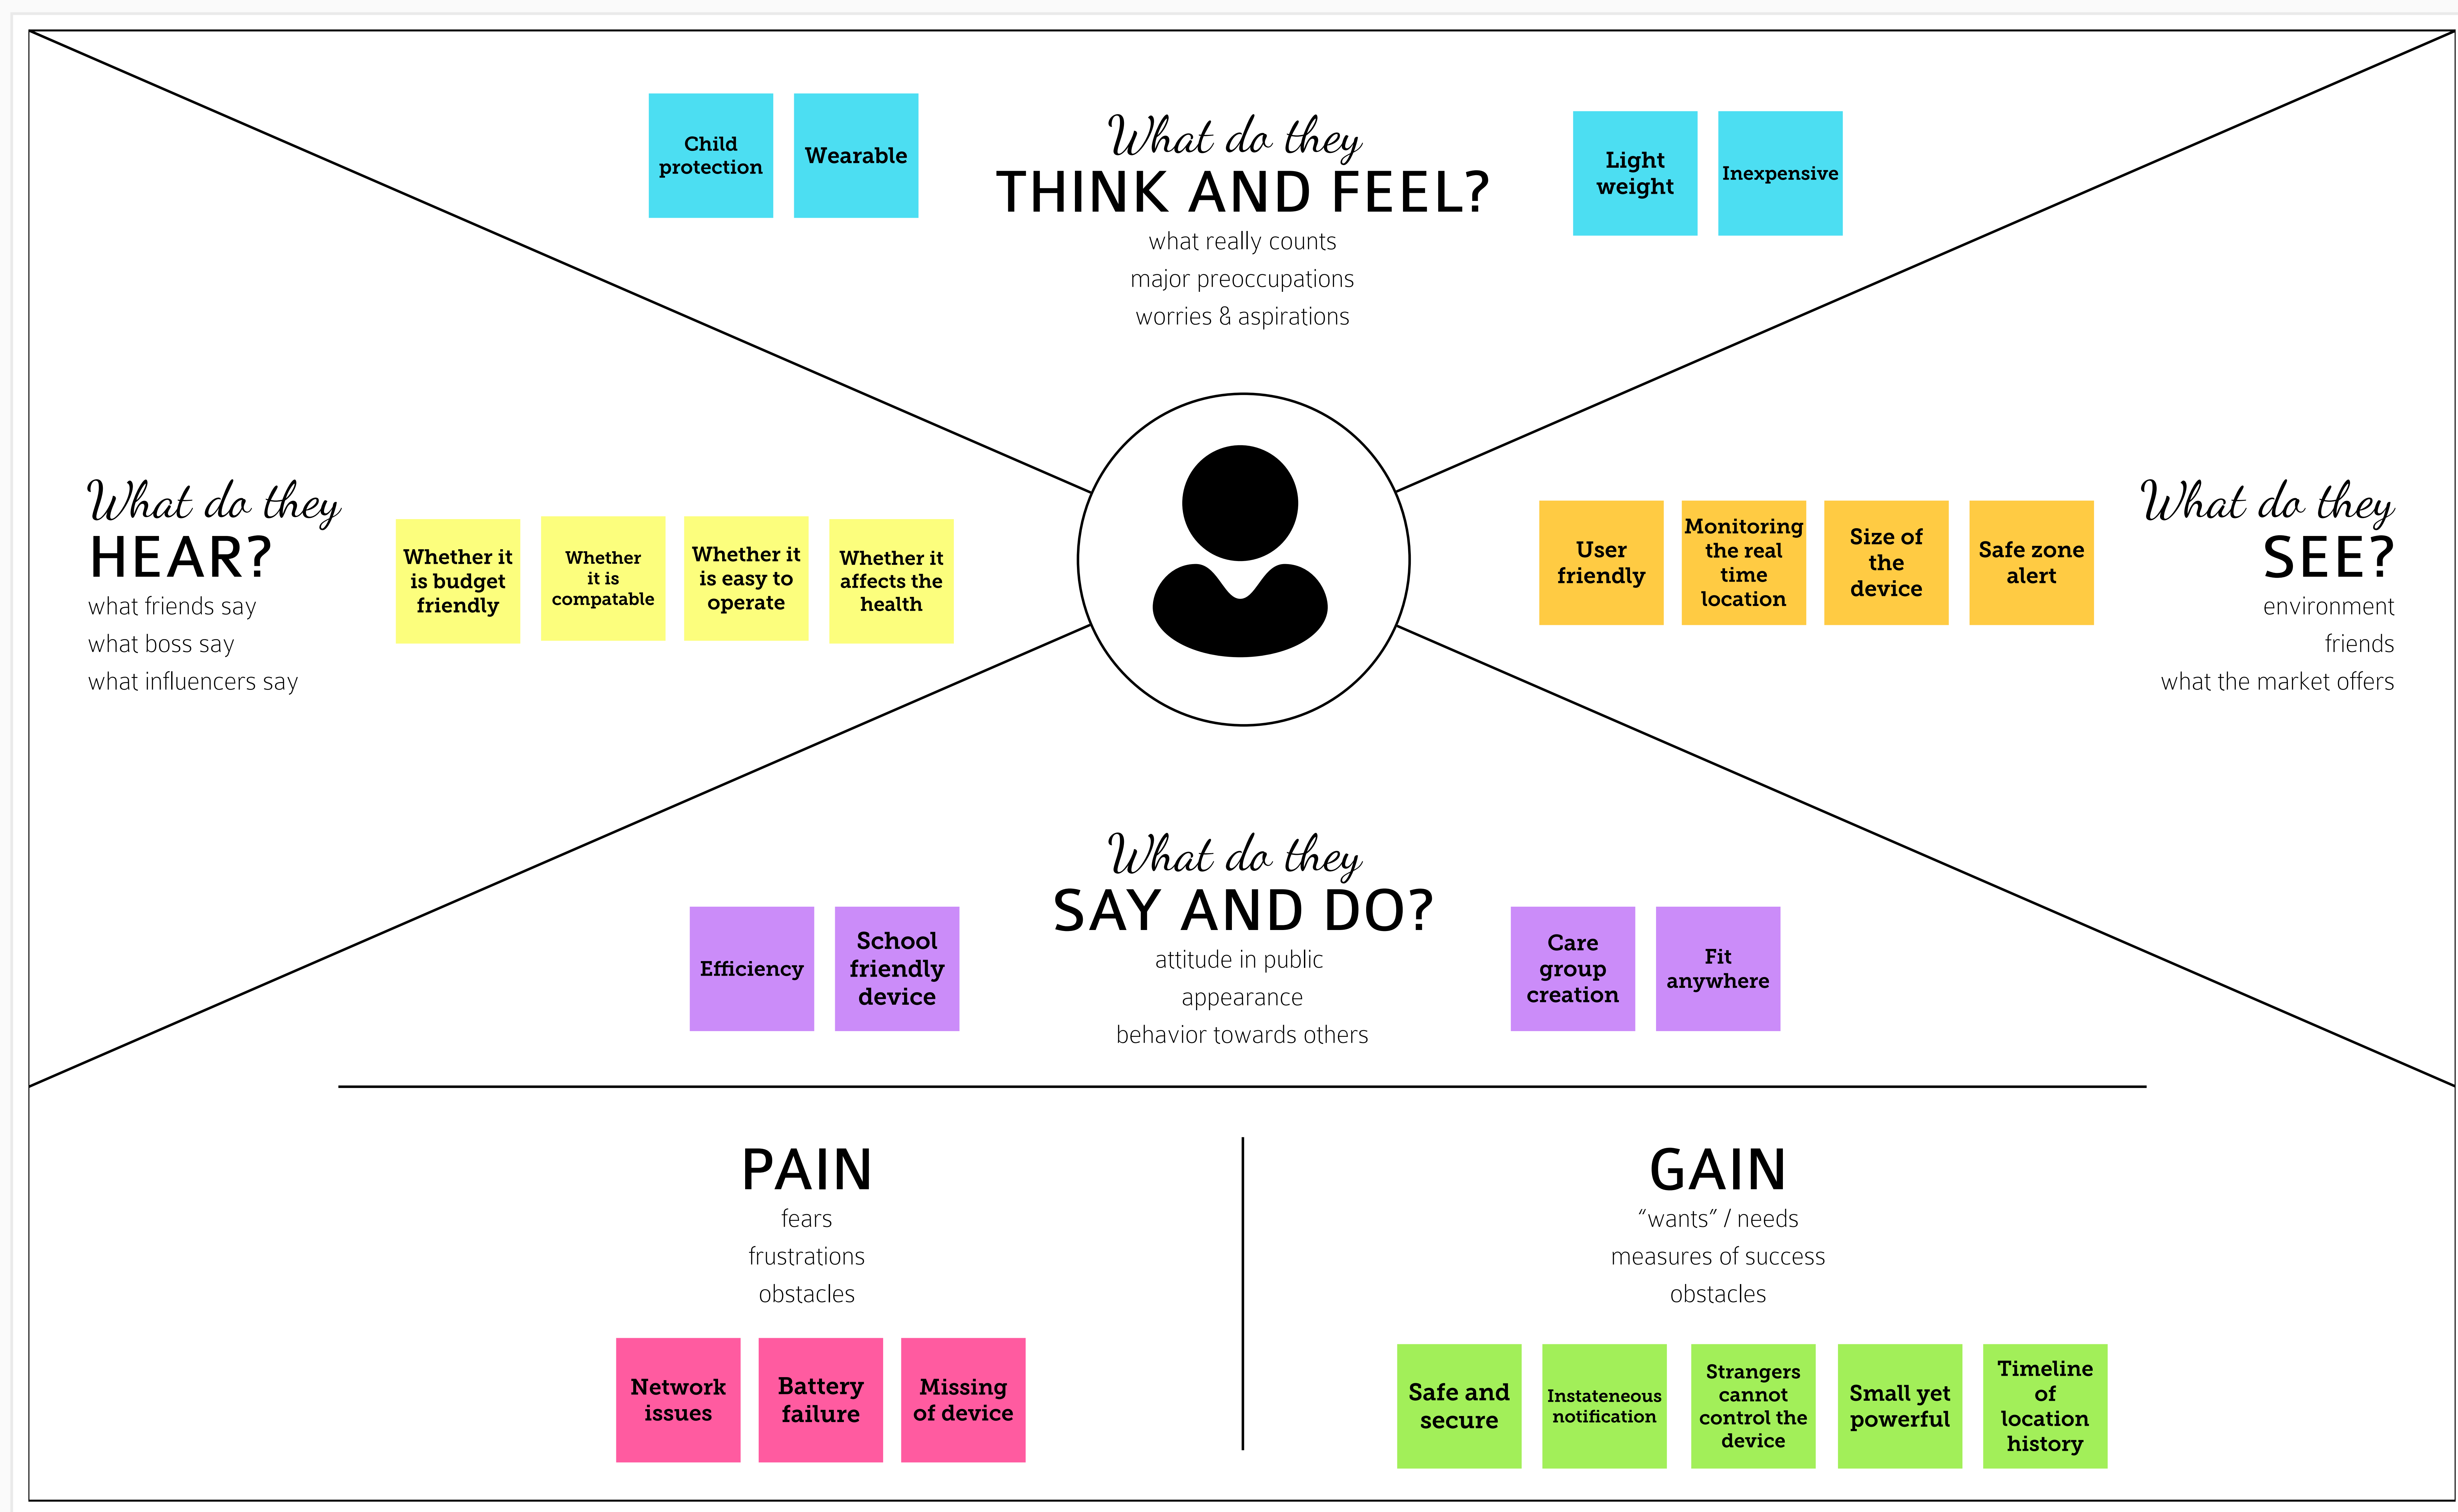 Child
protection
Wearable
What do they
THINK AND FEEL?
what really counts
major preoccupations
worries & aspirations
Light
weight
Inexpensive
What do they
HEAR?
what friends say
what boss say
what influencers say
Whether it
is budget
friendly
Whether
it is
compatable
Whether it
is easy to
operate
Whether it
affects the
health
User
friendly
Monitoring
the real
time
location
Size of
the
device
Safe zone
alert
What do they
SEE?
environment
friends
what the market offers
What do they
SAY AND DO?
attitude in public
appearance
behavior towards others
Efficiency
School
friendly
device
Care
group
creation
Fit
anywhere
PAIN
fears
frustrations
obstacles
Network
issues
Battery
failure
Missing
of device
GAIN
“wants” / needs
measures of success
obstacles
Safe and
secure
Instateneous
notification
Strangers
cannot
control the
device
Small yet
powerful
Timeline
of
location
history